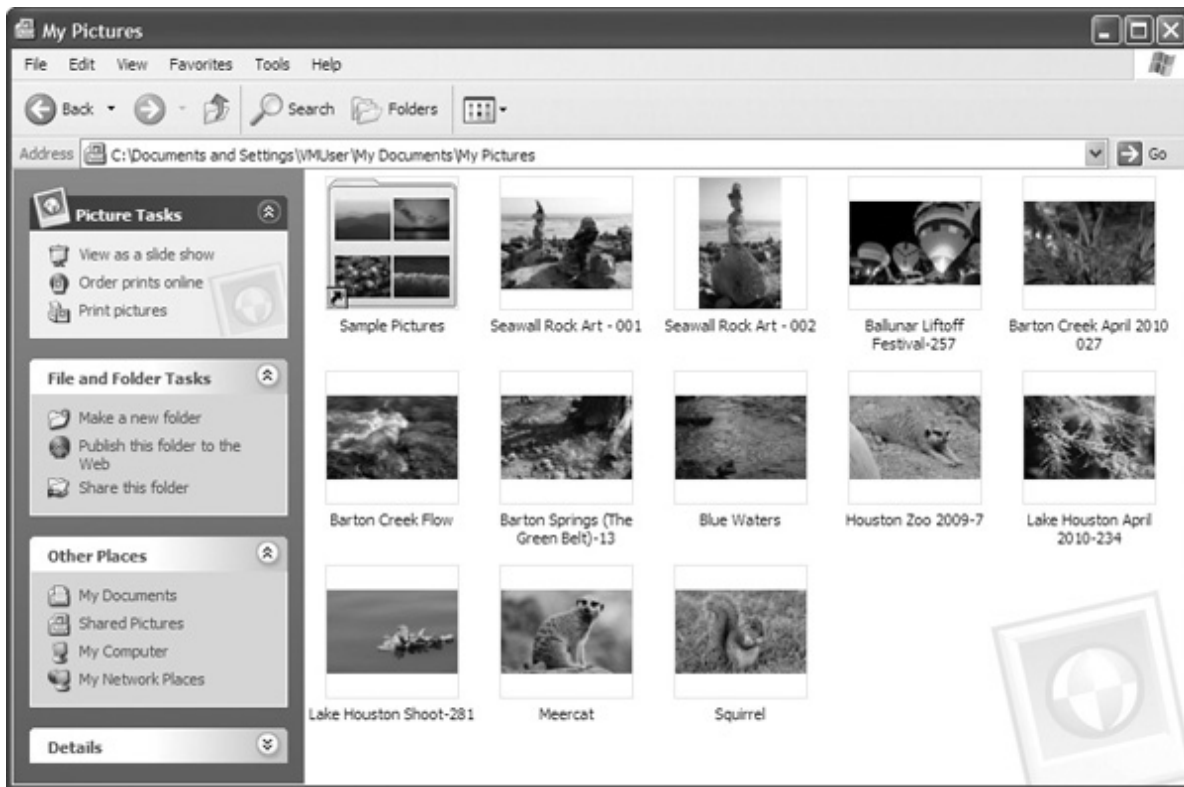 My Pictures
File Edit View Favorites Tools Help
Back Search Folders
Address C:\Documents and Settings\VMUser\My Documents\My Pictures Go
Picture Tasks
View as a slide show
Order prints online
Print pictures
File and Folder Tasks
Make a new folder
Publish this folder to the
Web
Share this folder
Other Places
My Documents
Shared Pictures
My Computer
My Network Places
Details
Sample Pictures
Seawall Rock Art - 001
Seawall Rock Art - 002
Ballunar Liftoff
Festival-257
Barton Creek April 2010
027
Barton Creek Flow
Barton Springs (The
Green Belt)-13
Blue Waters
Houston Zoo 2009-7
Lake Houston April
2010-234
Lake Houston Shoot-281
Meercat
Squirrel